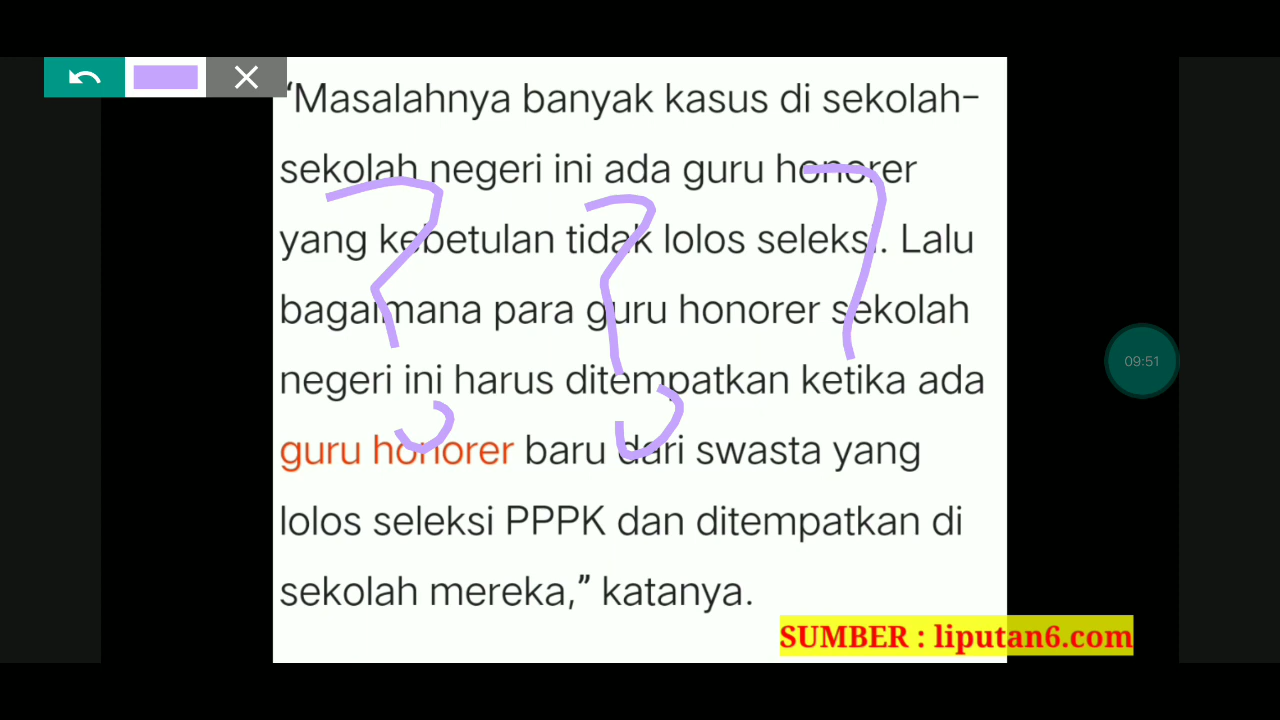 “Masalahnya banyak kasus di sekolah-
sekolah negeri ini ada guru honorer
yang kebetulan tidak lolos seleksi. Lalu
bagaimana para guru honorer sekolah
negeri ini harus ditempatkan ketika ada
guru honorer baru dari swasta yang
lolos seleksi PPPK dan ditempatkan di
sekolah mereka,” katanya.
09:51
SUMBER : liputan6.com